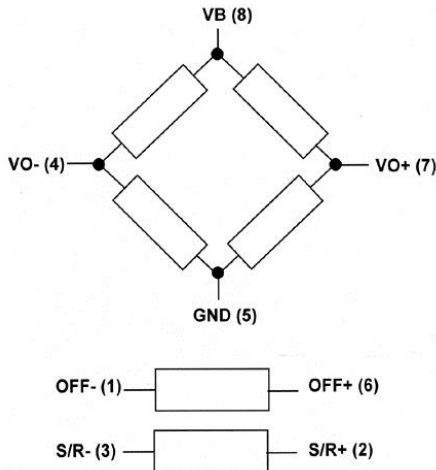 VB (8)
VO- (4) VO+ (7)
GND (5)
OFF- (1) OFF+ (6)
S/R- (3) S/R+ (2)